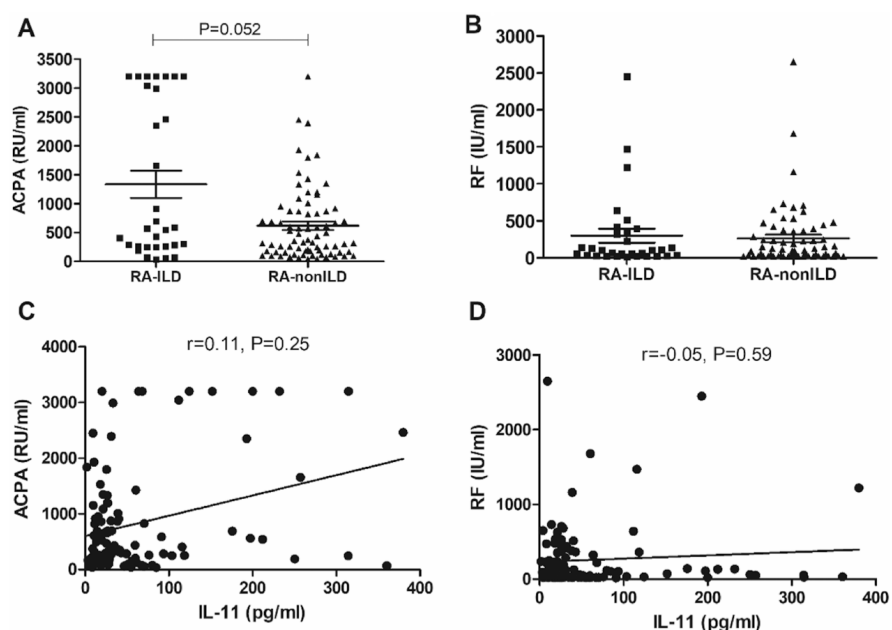 A
P=0.052
ACPA (RU/ml)
3500
3000
2500
2000
1500
1000
500
0
RA-ILD
RA-nonILD
B
RF (IU/ml)
3000
2500
2000
1500
1000
500
0
RA-ILD
RA-nonILD
C
r=0.11, P=0.25
ACPA (RU/ml)
4000
3000
2000
1000
0
0 100 200 300 400
IL-11 (pg/ml)
D
r=-0.05, P=0.59
RF (IU/ml)
3000
2000
1000
0
0 100 200 300 400
IL-11 (pg/ml)